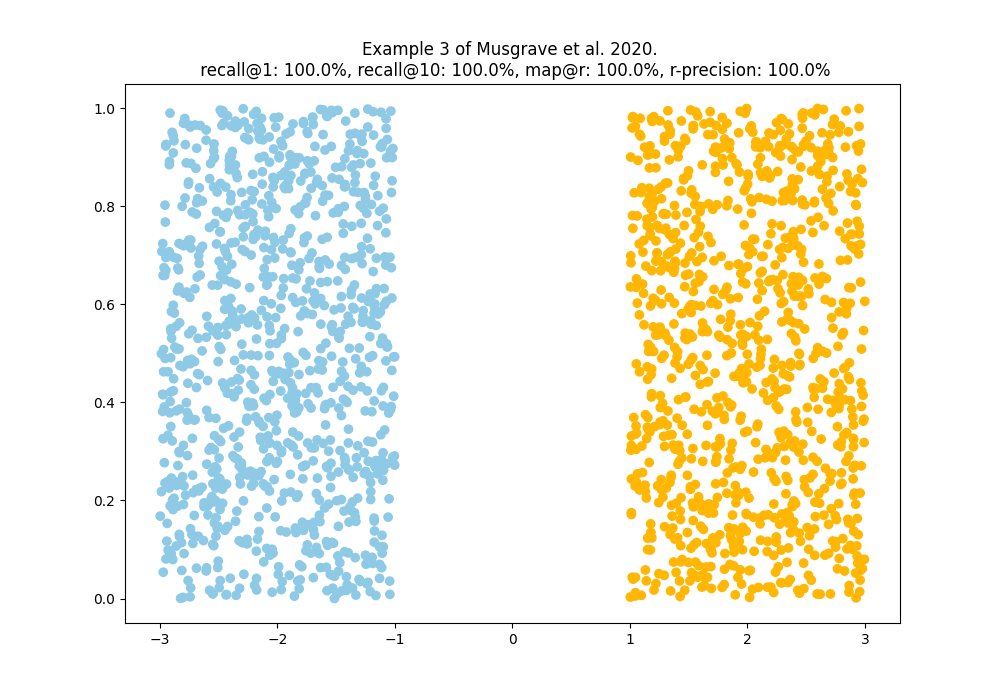 Example 3 of Musgrave et al. 2020.
recall@1: 100.0%, recall@10: 100.0%, map@r: 100.0%, r-precision: 100.0%
1.0
0.8
0.6
0.4
0.2
0.0
−3 −2 −1 0 1 2 3